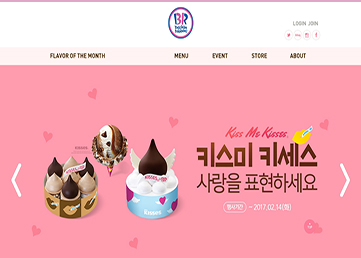 BR
BASKIN ROBBINS
LOGIN JOIN
FLAVOR OF THE MONTH MENU EVENT STORE ABOUT
Kiss Me Kisses
키스미 키세스
사랑을 표현하세요
행사기간 ~ 2017.02.14(화)
Kisses